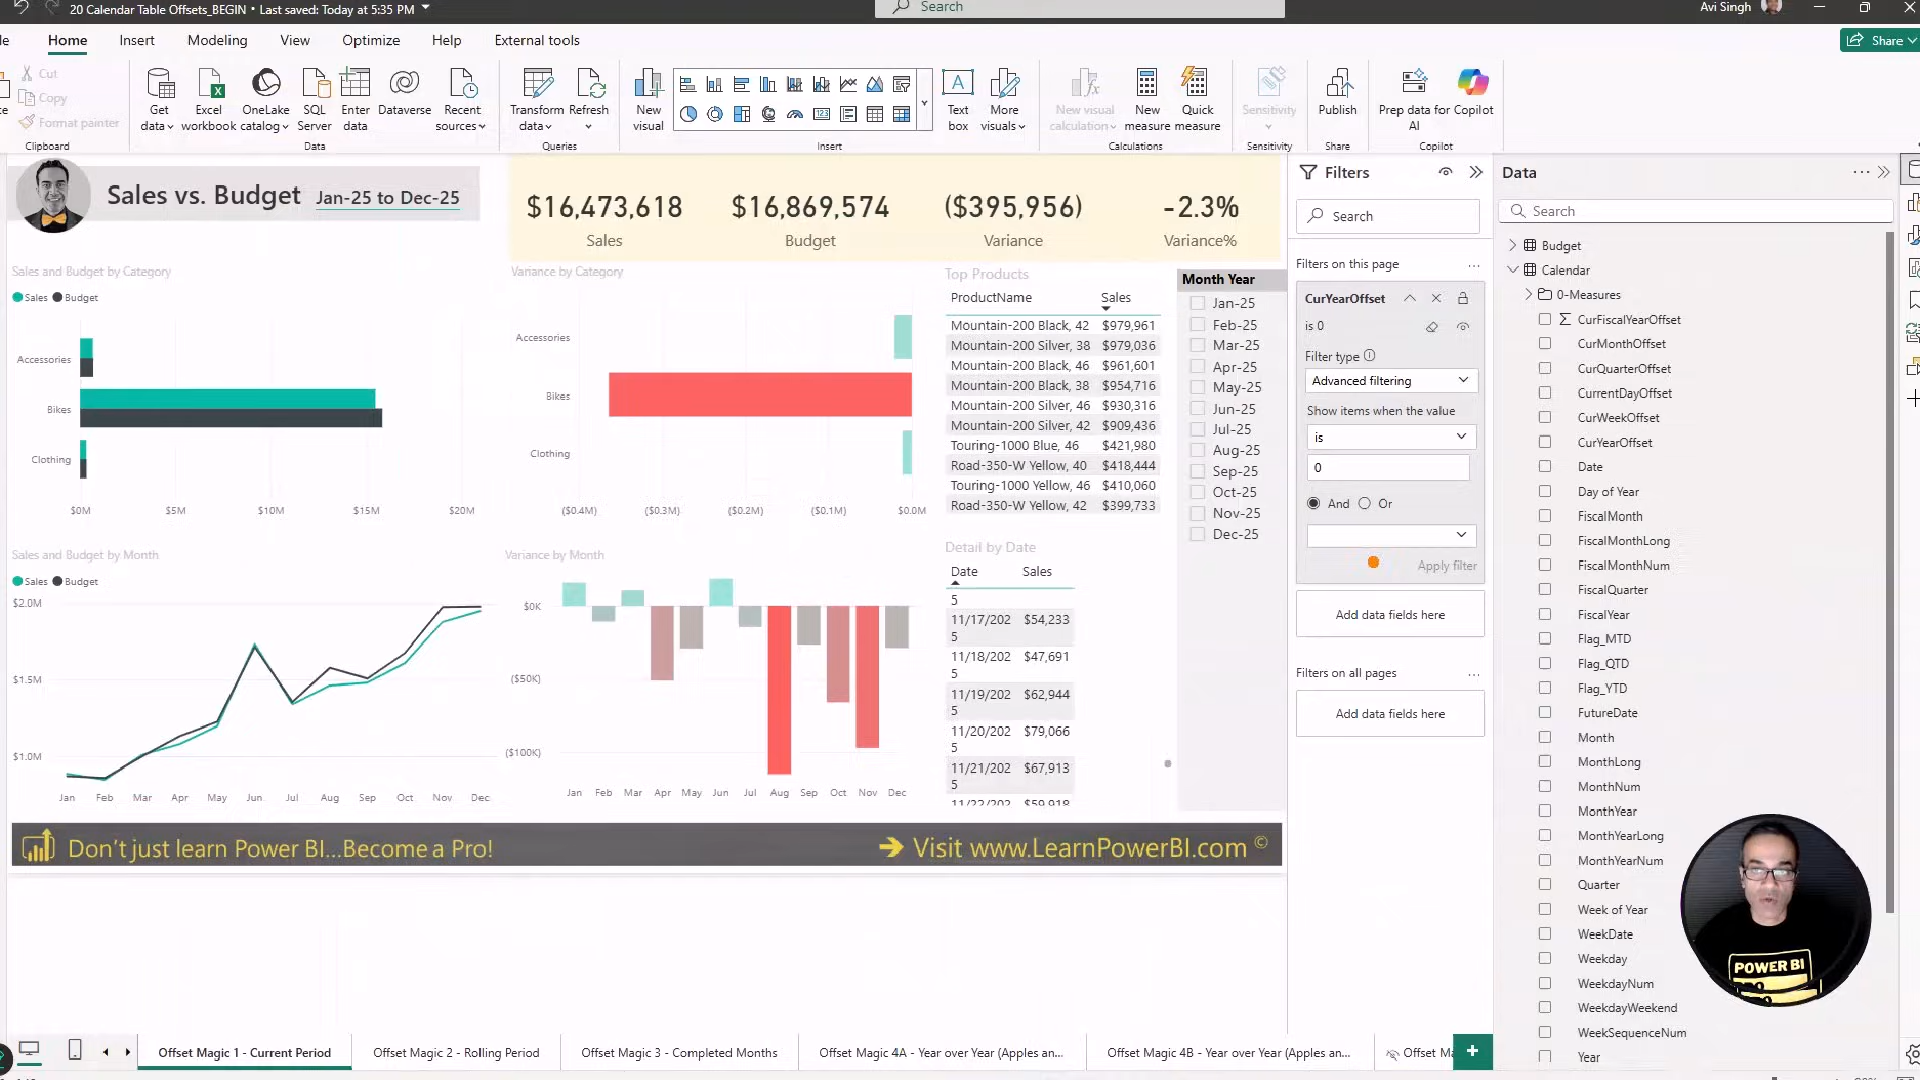 20 Calendar Table Offsets_BEGIN • Last saved: Today at 5:35 PM
Search
Avi Singh
Home
Insert
Modeling
View
Optimize
Help
External tools
Share
Cut
Copy
Format painter
Clipboard
Get data
Excel workbook
OneLake catalog
SQL Server
Enter data
Dataverse
Recent sources
Data
Transform data
Refresh
Queries
New visual
Text box
More visuals
Insert
New visual calculation
New measure
Quick measure
Calculations
Sensitivity
Sensitivity
Publish
Share
Prep data for AI
Copilot
Copilot
Sales vs. Budget
Jan-25 to Dec-25
$16,473,618
Sales
$16,869,574
Budget
($395,956)
Variance
-2.3%
Variance%
Sales and Budget by Category
Sales
Budget
Accessories
Bikes
Clothing
$0M
$5M
$10M
$15M
$20M
Variance by Category
Accessories
Bikes
Clothing
($0.4M)
($0.3M)
($0.2M)
($0.1M)
$0.0M
Top Products
ProductName Sales
Mountain-200 Black, 42 $979,961
Mountain-200 Silver, 38 $979,036
Mountain-200 Black, 46 $961,601
Mountain-200 Black, 38 $954,716
Mountain-200 Silver, 46 $930,316
Mountain-200 Silver, 42 $909,436
Touring-1000 Blue, 46 $421,980
Road-350-W Yellow, 40 $418,444
Touring-1000 Yellow, 46 $410,060
Road-350-W Yellow, 42 $399,733
Month Year
Jan-25
Feb-25
Mar-25
Apr-25
May-25
Jun-25
Jul-25
Aug-25
Sep-25
Oct-25
Nov-25
Dec-25
Sales and Budget by Month
Sales
Budget
$2.0M
$1.5M
$1.0M
Jan Feb Mar Apr May Jun Jul Aug Sep Oct Nov Dec
Variance by Month
$0K
($50K)
($100K)
Jan Feb Mar Apr May Jun Jul Aug Sep Oct Nov Dec
Detail by Date
Date Sales
5
11/17/202 $54,233
5
11/18/202 $47,691
5
11/19/202 $62,944
5
11/20/202 $79,066
5
11/21/202 $67,913
5
11/22/202 $59,918
Don't just learn Power BI...Become a Pro!
Visit www.LearnPowerBI.com ©
Filters
Search
Filters on this page
...
CurYearOffset
is 0
Filter type
Advanced filtering
Show items when the value
is
0
And
Or
Apply filter
Add data fields here
Filters on all pages
...
Add data fields here
Data
...
Search
Budget
Calendar
0-Measures
CurFiscalYearOffset
CurMonthOffset
CurQuarterOffset
CurrentDayOffset
CurWeekOffset
CurYearOffset
Date
Day of Year
FiscalMonth
FiscalMonthLong
FiscalMonthNum
FiscalQuarter
FiscalYear
Flag_MTD
Flag_QTD
Flag_YTD
FutureDate
Month
MonthLong
MonthNum
MonthYear
MonthYearLong
MonthYearNum
Quarter
Week of Year
WeekDate
Weekday
WeekdayNum
WeekdayWeekend
WeekSequenceNum
Year
POWER BI
Offset Magic 1 - Current Period
Offset Magic 2 - Rolling Period
Offset Magic 3 - Completed Months
Offset Magic 4A - Year over Year (Apples an...
Offset Magic 4B - Year over Year (Apples an...
Offset Ma